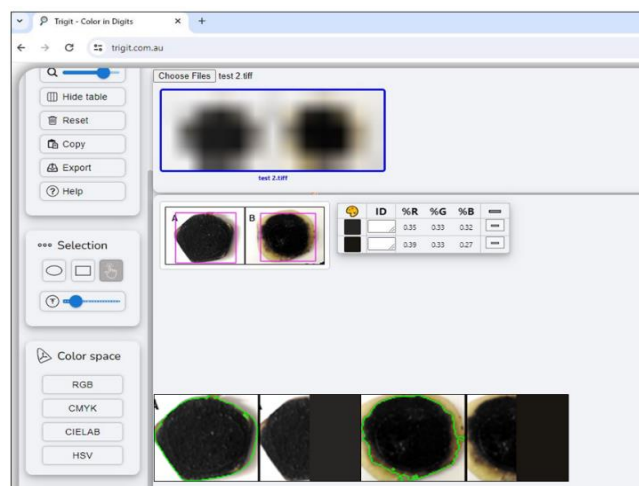 Trigit - Color in Digits
trigit.com.au
Choose Files test 2.tiff
Hide table
Reset
Copy
Export
Help
test 2.tiff
A
B
ID %R %G %B
0.35 0.33 0.32
0.39 0.33 0.27
Selection
Color space
RGB
CMYK
CIELAB
HSV